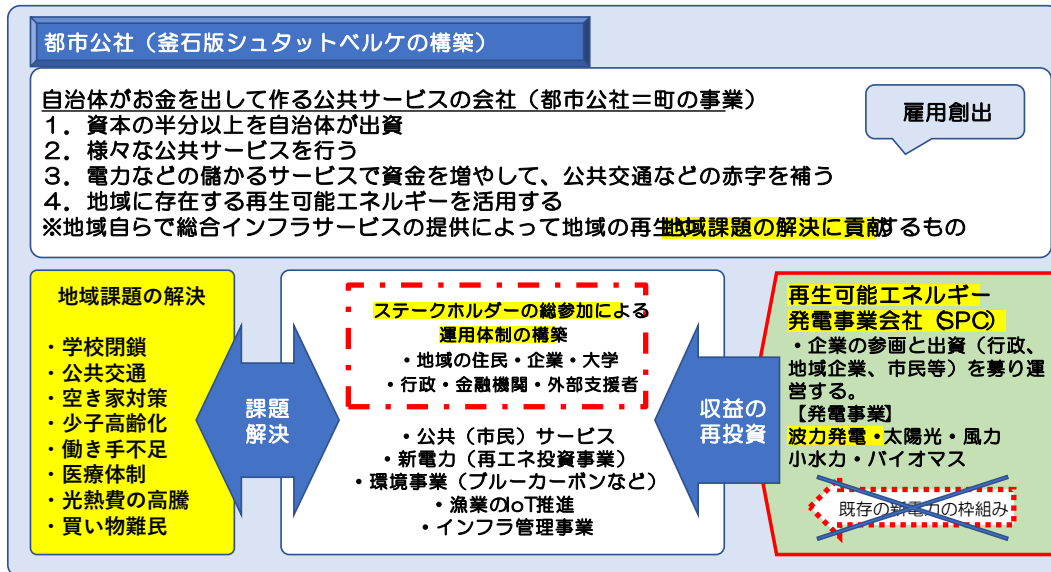 都市公社（釜石版シュタットベルケの構築）
自治体がお金を出して作る公共サービスの会社（都市公社＝町の事業）
１．資本の半分以上を自治体が出資
２．様々な公共サービスを行う
３．電力などの儲かるサービスで資金を増やして、公共交通などの赤字を補う
４．地域に存在する再生可能エネルギーを活用する
※地域自らで総合インフラサービスの提供によって地域の再生地域課題の解決に貢献するもの
雇用創出
地域課題の解決
・学校閉鎖
・公共交通
・空き家対策
・少子高齢化
・働き手不足
・医療体制
・光熱費の高騰
・買い物難民
課題
解決
ステークホルダーの総参加による
運用体制の構築
・地域の住民・企業・大学
・行政・金融機関・外部支援者
・公共（市民）サービス
・新電力（再エネ投資事業）
・環境事業（ブルーカーボンなど）
・漁業のIoT推進
・インフラ管理事業
収益の
再投資
再生可能エネルギー
発電事業会社（SPC）
・企業の参画と出資（行政、
地域企業、市民等）を募り運
営する。
【発電事業】
波力発電・太陽光・風力
小水力・バイオマス
既存の新電力の枠組み